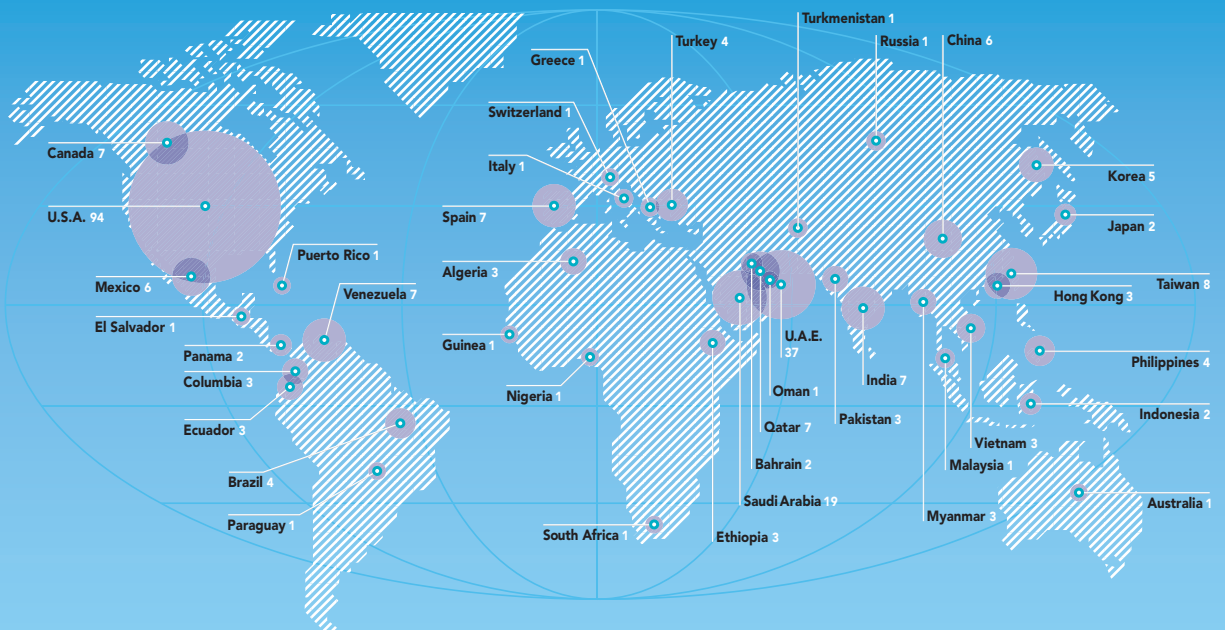 Turkmenistan 1
Russia 1
China 6
Turkey 4
Greece 1
Switzerland 1
Canada 7
Italy 1
Korea 5
U.S.A. 94
Spain 7
Japan 2
Puerto Rico 1
Algeria 3
Mexico 6
Venezuela 7
Taiwan 8
Hong Kong 3
El Salvador 1
U.A.E.
37
Guinea 1
Panama 2
Philippines 4
Columbia 3
India 7
Oman 1
Nigeria 1
Indonesia 2
Pakistan 3
Ecuador 3
Qatar 7
Vietnam 3
Bahrain 2
Malaysia 1
Brazil 4
Saudi Arabia 19
Australia 1
Myanmar 3
Paraguay 1
South Africa 1
Ethiopia 3